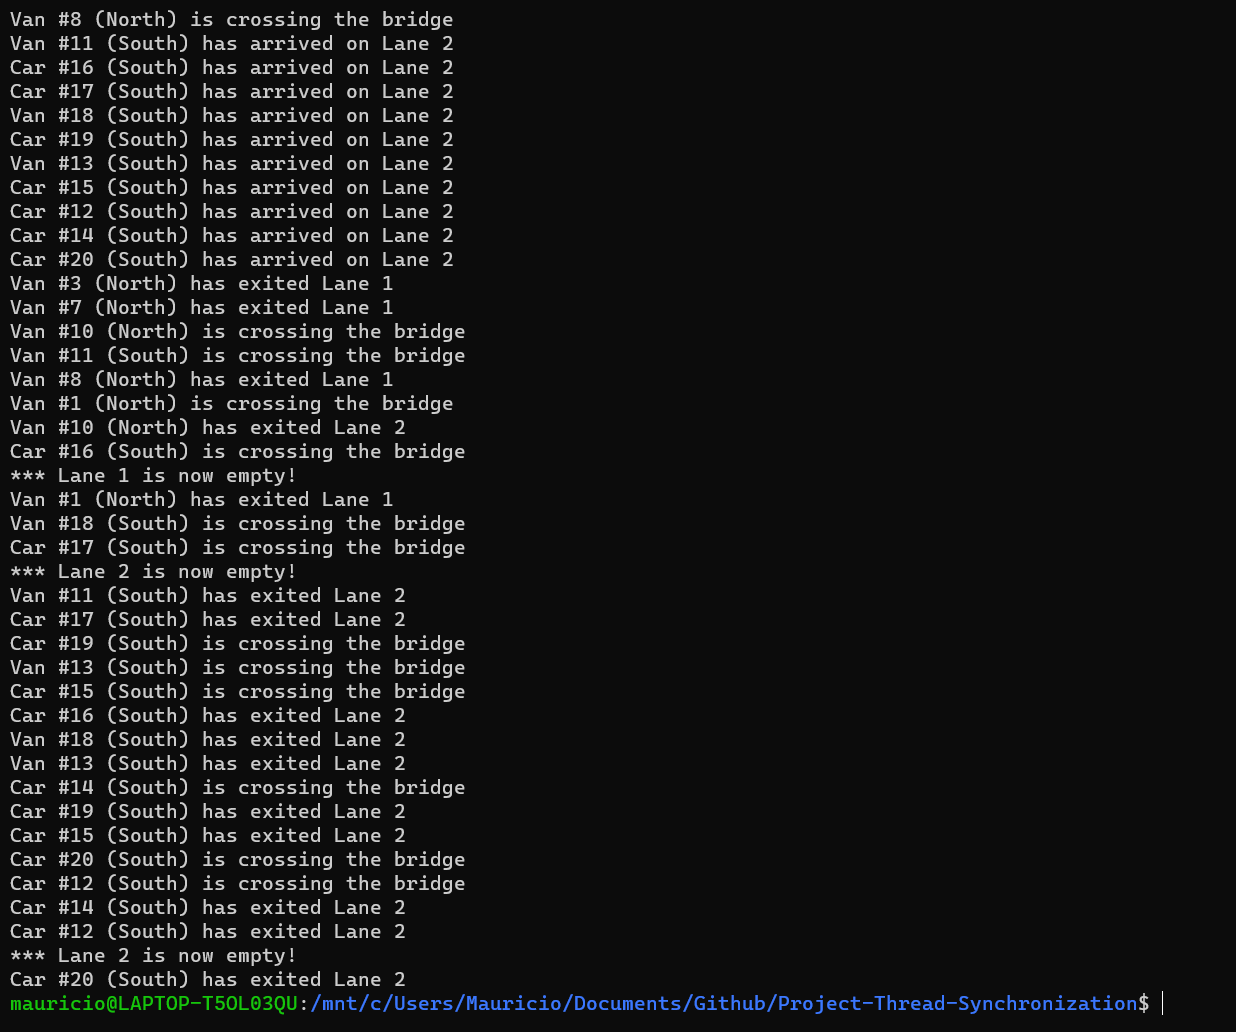 Van #8 (North) is crossing the bridge
Van #11 (South) has arrived on Lane 2
Car #16 (South) has arrived on Lane 2
Car #17 (South) has arrived on Lane 2
Van #18 (South) has arrived on Lane 2
Car #19 (South) has arrived on Lane 2
Van #13 (South) has arrived on Lane 2
Car #15 (South) has arrived on Lane 2
Car #12 (South) has arrived on Lane 2
Car #14 (South) has arrived on Lane 2
Car #20 (South) has arrived on Lane 2
Van #3 (North) has exited Lane 1
Van #7 (North) has exited Lane 1
Van #10 (North) is crossing the bridge
Van #11 (South) is crossing the bridge
Van #8 (North) has exited Lane 1
Van #1 (North) is crossing the bridge
Van #10 (North) has exited Lane 2
Car #16 (South) is crossing the bridge
*** Lane 1 is now empty!
Van #1 (North) has exited Lane 1
Van #18 (South) is crossing the bridge
Car #17 (South) is crossing the bridge
*** Lane 2 is now empty!
Van #11 (South) has exited Lane 2
Car #17 (South) has exited Lane 2
Car #19 (South) is crossing the bridge
Van #13 (South) is crossing the bridge
Car #15 (South) is crossing the bridge
Car #16 (South) has exited Lane 2
Van #18 (South) has exited Lane 2
Van #13 (South) has exited Lane 2
Car #14 (South) is crossing the bridge
Car #19 (South) has exited Lane 2
Car #15 (South) has exited Lane 2
Car #20 (South) is crossing the bridge
Car #12 (South) is crossing the bridge
Car #14 (South) has exited Lane 2
Car #12 (South) has exited Lane 2
*** Lane 2 is now empty!
Car #20 (South) has exited Lane 2
mauricio@LAPTOP-T5OL03QU:/mnt/c/Users/Mauricio/Documents/Github/Project-Thread-Synchronization$